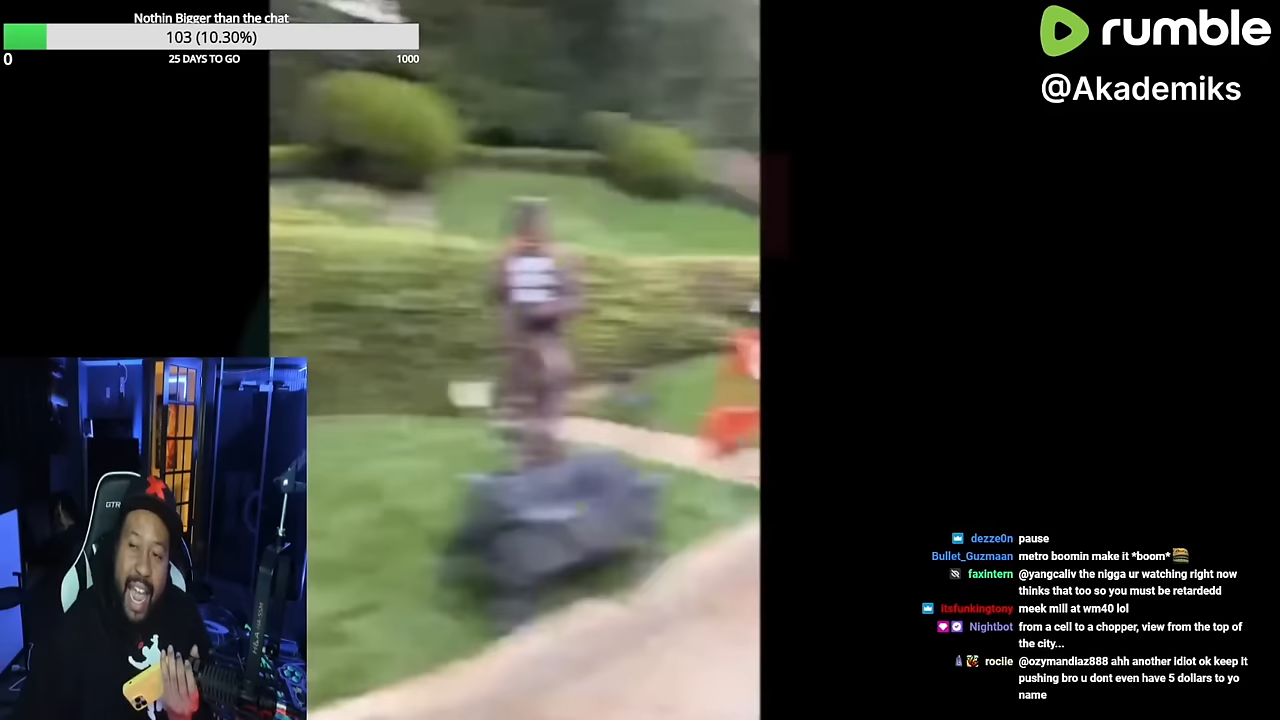 Nothin Bigger than the chat
103 (10.30%)
0
25 DAYS TO GO
1000
rumble
@Akademiks
GTR
dezze0n pause
Bullet_Guzmaan metro boomin make it *boom*
faxintern @yangcaliv the nigga ur watching right now
thinks that too so you must be retardedd
itsfunkingtony meek mill at wm40 lol
Nightbot from a cell to a chopper, view from the top of
the city...
rocile @ozymandiaz888 ahh another idiot ok keep it
pushing bro u dont even have 5 dollars to yo
name